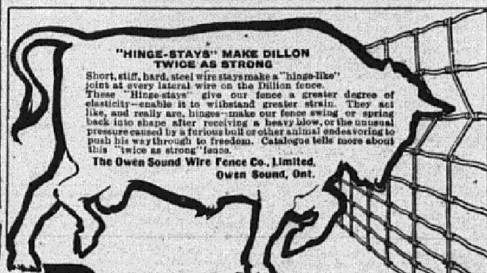 "HINGE-STAYS" MAKE DILLON
TWICE AS STRONG
Short, stiff, hard, steel wire stays make a "hinge-like"
joint at every lateral wire on the Dillion fence.
These "Hinge-stays" give our fence a greater degree of
elasticity—enable it to withstand greater strain. They act
like, and really are, hinges—make our fence swing or spring
back to shape after receiving a heavy blow, or the unusual
pressure caused by a furious bull or other animal endeavoring to
push his way through to freedom. Catalogue tells more about
this "twice as strong" fence.
The Owen Sound Wire Fence Co., Limited,
Owen Sound, Ont.